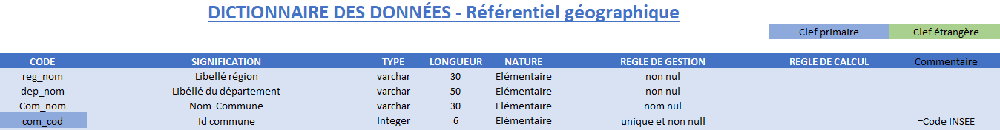 DICTIONNAIRE DES DONNÉES - Référentiel géographique
Clef primaire Clef étrangère
CODE SIGNIFICATION TYPE LONGUEUR NATURE REGLE DE GESTION REGLE DE CALCUL Commentaire
reg_nom Libellé région varchar 30 Elémentaire non nul
dep_nom Libéllé du département varchar 50 Elémentaire non nul
Com_nom Nom Commune varchar 30 Elémentaire nom nul
com_cod Id commune Integer 6 Elémentaire unique et non null =Code INSEE